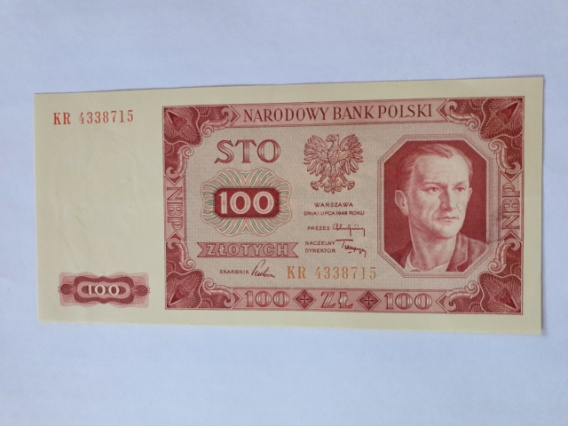 KR 4338715
NARODOWY BANK POLSKI
STO
100
ZŁOTYCH
WARSZAWA
DNIA 1 LIPCA 1948 ROKU
PREZES
NACZELNY
DYREKTOR
SKARBNIK
KR 4338715
NBP
NBP
100
100 ZŁ 100